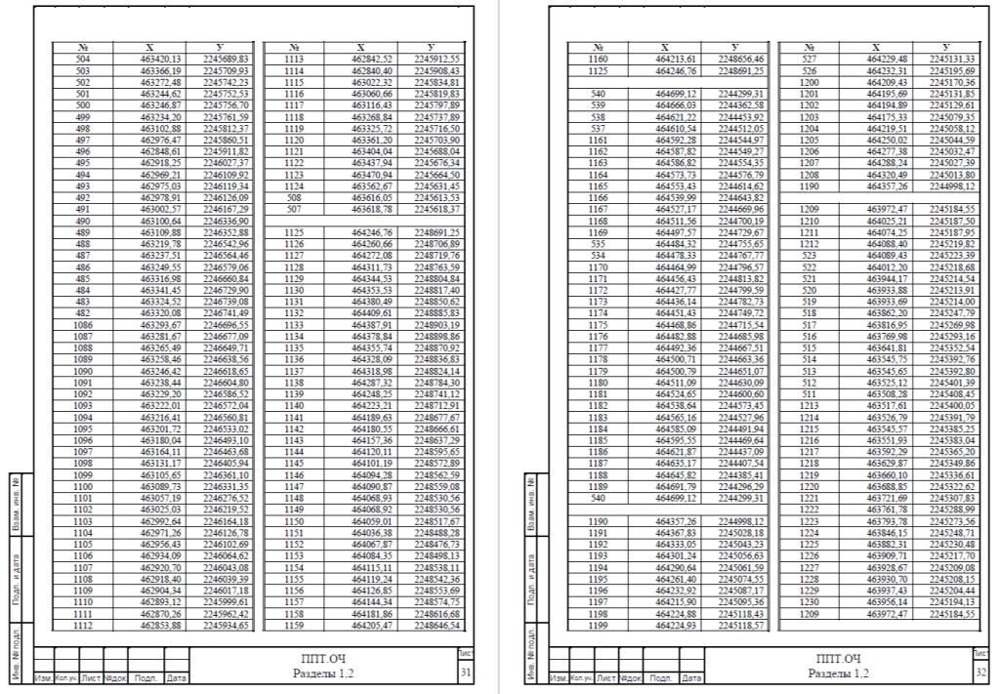 № Х У
504 463420,13 2245689,83
503 463366,19 2245709,93
502 463272,48 2245742,23
501 463244,62 2245752,53
500 463246,87 2245756,70
499 463234,20 2245761,59
498 463102,88 2245812,37
497 462976,47 2245860,51
496 462848,61 2245911,82
495 462918,25 2246027,37
494 462969,21 2246109,92
493 462975,03 2246119,34
492 462978,91 2246126,09
491 463002,57 2246167,29
490 463100,64 2246336,90
489 463109,88 2246352,88
488 463219,78 2246542,96
487 463237,51 2246564,46
486 463249,55 2246579,06
485 463316,98 2246660,84
484 463341,45 2246729,90
483 463324,52 2246739,08
482 463320,08 2246741,49
1086 463293,67 2246696,55
1087 463281,67 2246677,09
1088 463265,49 2246649,71
1089 463258,46 2246638,56
1090 463246,42 2246618,65
1091 463238,44 2246604,80
1092 463229,20 2246586,52
1093 463222,01 2246572,04
1094 463216,41 2246560,81
1095 463201,72 2246533,02
1096 463180,04 2246493,10
1097 463164,11 2246463,68
1098 463131,17 2246405,94
1099 463105,65 2246361,10
1100 463089,73 2246331,35
1101 463057,19 2246276,52
1102 463025,03 2246219,52
1103 462992,64 2246164,18
1104 462971,26 2246126,78
1105 462956,43 2246102,69
1106 462934,09 2246064,62
1107 462920,70 2246043,08
1108 462918,40 2246039,39
1109 462904,34 2246017,18
1110 462893,12 2245999,61
1111 462870,26 2245962,42
1112 462853,88 2245934,65
№ Х У
1113 462842,52 2245912,55
1114 462840,40 2245908,43
1115 463022,32 2245834,81
1116 463060,66 2245819,83
1117 463116,43 2245797,89
1118 463268,84 2245737,89
1119 463325,72 2245716,50
1120 463361,20 2245703,90
1121 463404,04 2245688,04
1122 463437,94 2245676,34
1123 463470,94 2245664,50
1124 463562,67 2245631,45
508 463616,05 2245613,53
507 463618,78 2245618,37
1125 464246,76 2248691,25
1126 464260,66 2248706,89
1127 464272,08 2248719,76
1128 464311,73 2248763,59
1129 464344,53 2248804,84
1130 464353,53 2248817,40
1131 464380,49 2248850,62
1132 464409,61 2248885,83
1133 464387,91 2248903,19
1134 464378,84 2248898,86
1135 464355,74 2248870,92
1136 464328,09 2248836,83
1137 464318,98 2248824,14
1138 464287,32 2248784,30
1139 464248,25 2248741,12
1140 464223,21 2248712,91
1141 464189,63 2248677,67
1142 464180,55 2248666,61
1143 464157,36 2248637,29
1144 464120,11 2248595,65
1145 464101,19 2248572,89
1146 464094,28 2248562,59
1147 464090,87 2248559,08
1148 464068,93 2248530,56
1149 464068,92 2248530,56
1150 464059,01 2248517,67
1151 464036,38 2248488,28
1152 464067,87 2248476,73
1153 464084,35 2248498,13
1154 464115,11 2248538,11
1155 464119,24 2248542,36
1156 464126,85 2248553,69
1157 464144,34 2248574,75
1158 464181,86 2248616,68
1159 464205,47 2248646,54
Взам. инв. №
Подп. и дата
Инв. № подл.
Изм. Кол.уч. Лист №док Подп. Дата
ППТ.ОЧ
Разделы 1,2
Лист
31
№ Х У
1160 464213,61 2248656,46
1125 464246,76 2248691,25
540 464699,12 2244299,31
539 464666,03 2244362,58
538 464621,22 2244453,92
537 464610,54 2244512,05
1161 464592,28 2244544,97
1162 464587,82 2244549,27
1163 464586,82 2244554,35
1164 464573,73 2244576,79
1165 464553,43 2244614,62
1166 464539,99 2244643,82
1167 464527,17 2244669,96
1168 464511,56 2244700,19
1169 464497,57 2244729,67
535 464484,32 2244755,65
534 464478,33 2244767,77
1170 464464,99 2244796,57
1171 464456,43 2244813,82
1172 464427,77 2244799,59
1173 464436,14 2244782,73
1174 464451,43 2244749,72
1175 464468,86 2244715,54
1176 464482,88 2244685,98
1177 464492,36 2244667,51
1178 464500,71 2244663,36
1179 464500,79 2244651,07
1180 464511,09 2244630,09
1181 464524,65 2244600,60
1182 464538,64 2244573,45
1183 464565,16 2244527,96
1184 464585,09 2244491,94
1185 464595,55 2244469,64
1186 464621,87 2244437,09
1187 464635,17 2244407,54
1188 464645,82 2244385,41
1189 464691,79 2244296,29
540 464699,12 2244299,31
1190 464357,26 2244998,12
1191 464367,83 2245028,18
1192 464333,05 2245043,23
1193 464301,24 2245056,63
1194 464290,64 2245061,59
1195 464261,40 2245074,55
1196 464232,92 2245087,17
1197 464215,90 2245095,36
1198 464224,88 2245118,43
1199 464224,93 2245118,57
№ Х У
527 464229,48 2245131,33
526 464232,31 2245195,69
1200 464209,43 2245170,36
1201 464195,69 2245131,85
1202 464194,89 2245129,61
1203 464175,33 2245079,35
1204 464219,51 2245058,12
1205 464250,02 2245044,59
1206 464277,38 2245032,47
1207 464288,24 2245027,39
1208 464320,49 2245013,80
1190 464357,26 2244998,12
1209 463972,47 2245184,55
1210 464025,21 2245187,50
1211 464074,25 2245187,95
1212 464088,40 2245219,82
523 464089,43 2245223,39
522 464012,20 2245218,68
521 463944,17 2245214,54
520 463933,88 2245213,91
519 463933,69 2245214,00
518 463862,20 2245247,79
517 463816,95 2245269,98
516 463769,98 2245293,16
515 463641,81 2245352,54
514 463545,75 2245392,76
513 463545,65 2245392,80
512 463525,12 2245401,39
511 463508,28 2245408,45
1213 463517,61 2245400,05
1214 463526,79 2245391,79
1215 463545,57 2245385,25
1216 463551,93 2245383,04
1217 463592,29 2245365,20
1218 463629,87 2245349,86
1219 463660,10 2245336,61
1220 463688,85 2245322,62
1221 463721,69 2245307,83
1222 463761,78 2245288,99
1223 463793,78 2245273,56
1224 463846,15 2245248,71
1225 463882,31 2245230,48
1226 463909,71 2245217,70
1227 463928,67 2245209,08
1228 463930,70 2245208,15
1229 463937,43 2245204,44
1230 463956,14 2245194,13
1209 463972,47 2245184,55
Взам. инв. №
Подп. и дата
Инв. № подл.
Изм. Кол.уч. Лист №док Подп. Дата
ППТ.ОЧ
Разделы 1,2
Лист
32